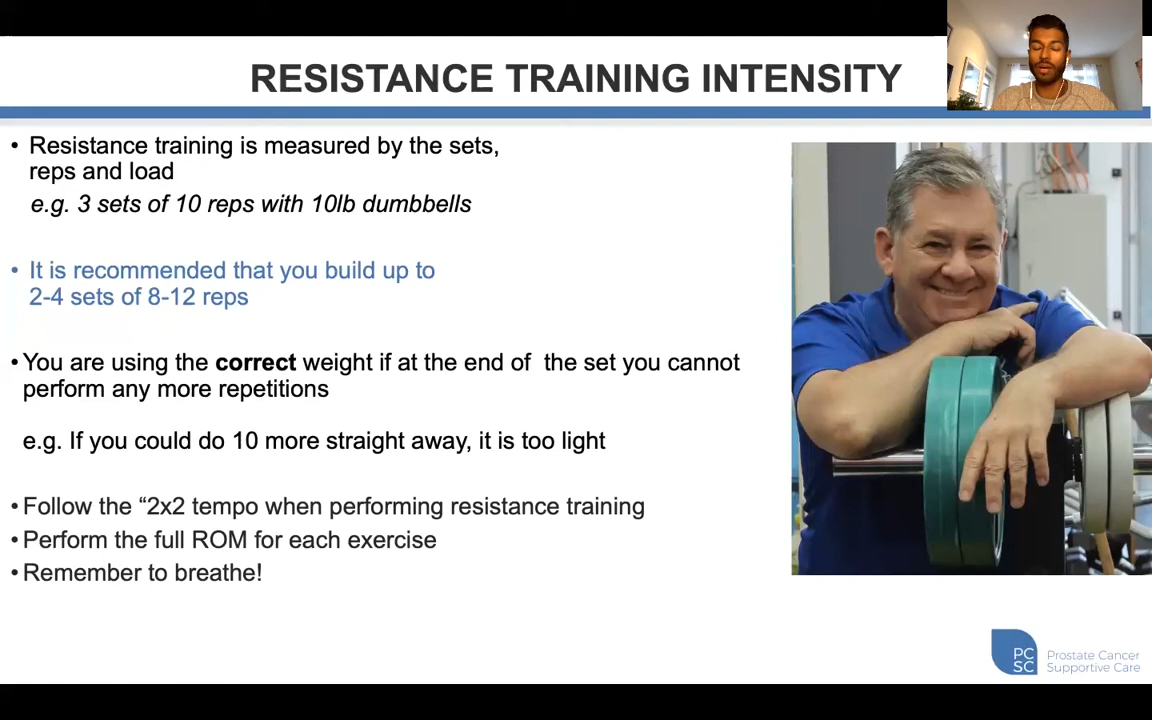 RESISTANCE TRAINING INTENSITY
• Resistance training is measured by the sets,
reps and load
e.g. 3 sets of 10 reps with 10lb dumbbells
• It is recommended that you build up to
2-4 sets of 8-12 reps
• You are using the correct weight if at the end of  the set you cannot
perform any more repetitions
e.g. If you could do 10 more straight away, it is too light
• Follow the “2x2 tempo when performing resistance training
• Perform the full ROM for each exercise
• Remember to breathe!
PC
SC
Prostate Cancer
Supportive Care